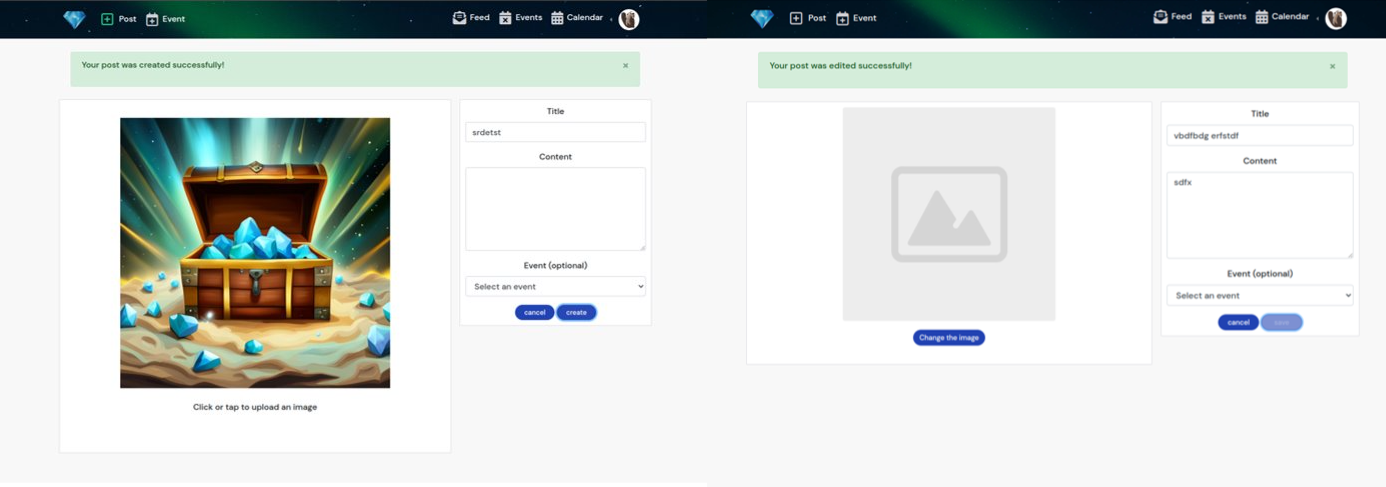 Post
Event
Feed
Events
Calendar
Your post was created successfully!
×
Title
srdetst
Content
Event (optional)
Select an event
cancel
create
Click or tap to upload an image
Post
Event
Feed
Events
Calendar
Your post was edited successfully!
×
Change the image
Title
vbdfbdg erfstdf
Content
sdfx
Event (optional)
Select an event
cancel
save